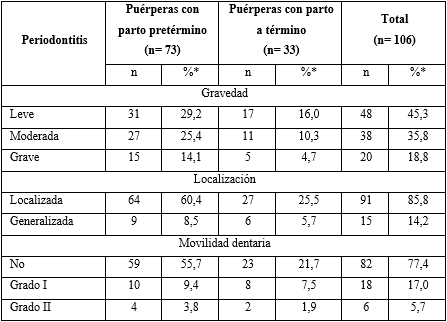 Periodontitis Puérperas con parto pretérmino (n= 73) Puérperas con parto a término (n= 33) Total (n= 106)
n %* n %* n %*
Gravedad
Leve 31 29,2 17 16,0 48 45,3
Moderada 27 25,4 11 10,3 38 35,8
Grave 15 14,1 5 4,7 20 18,8
Localización
Localizada 64 60,4 27 25,5 91 85,8
Generalizada 9 8,5 6 5,7 15 14,2
Movilidad dentaria
No 59 55,7 23 21,7 82 77,4
Grado I 10 9,4 8 7,5 18 17,0
Grado II 4 3,8 2 1,9 6 5,7